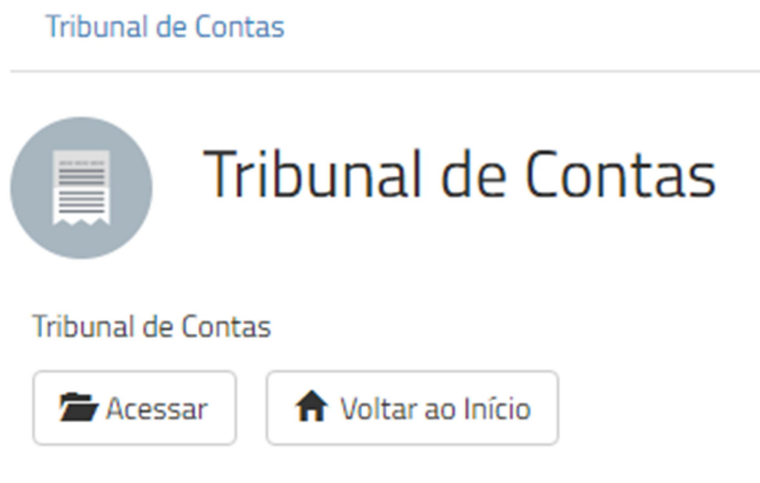 Tribunal de Contas
Tribunal de Contas
Tribunal de Contas
Acessar
Voltar ao Início